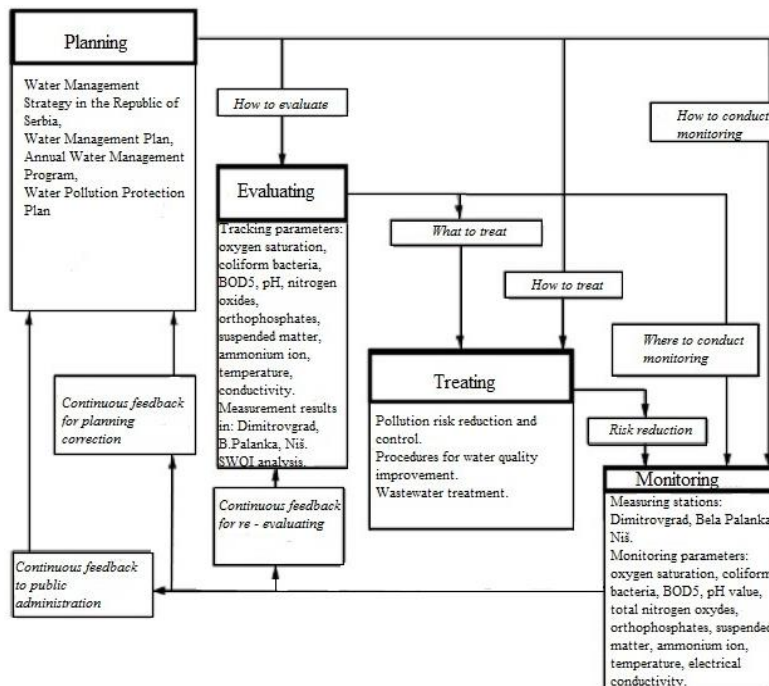 Planning
Water Management
Strategy in the Republic of
Serbia,
Water Management Plan,
Annual Water Management
Program,
Water Pollution Protection
Plan
How to evaluate
How to conduct
monitoring
Evaluating
Tracking parameters:
oxygen saturation,
coliform bacteria,
BOD5, pH, nitrogen
oxides,
orthophosphates,
suspended matter,
ammonium ion,
temperature,
conductivity.
Measurement results
in: Dimitrovgrad,
B.Palanka, Niš.
SWQI analysis.
What to treat
How to treat
Where to conduct
monitoring
Treating
Pollution risk reduction and
control.
Procedures for water quality
improvement.
Wastewater treatment.
Risk reduction
Continuous feedback
for planning
correction
Continuous feedback
for re - evaluating
Continuous feedback
to public
administration
Monitoring
Measuring stations:
Dimitrovgrad, Bela Palanka
Niš.
Monitoring parameters:
oxygen saturation, coliform
bacteria, BOD5, pH value,
total nitrogen oxydes,
orthophosphates, suspended
matter, ammonium ion,
temperature, electrical
conductivity.